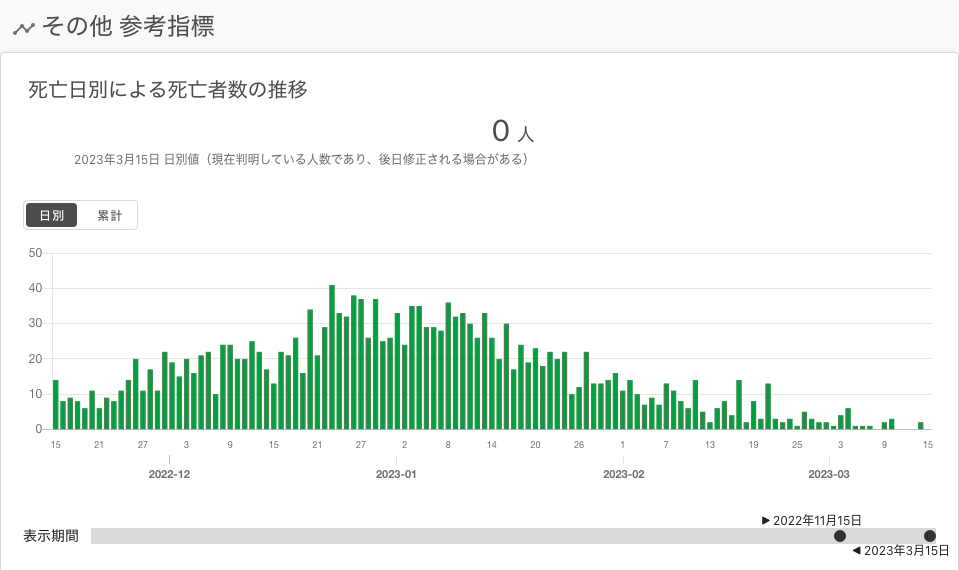 その他 参考指標
死亡日別による死亡者数の推移
0 人
2023年3月15日 日別値（現在判明している人数であり、後日修正される場合がある）
日別 累計
50
40
30
20
10
0
15 21 27 3 9 15 21 27 2 8 14 20 26 1 7 13 19 25 3 9 15
2022-12 2023-01 2023-02 2023-03
▶ 2022年11月15日
表示期間
◀ 2023年3月15日